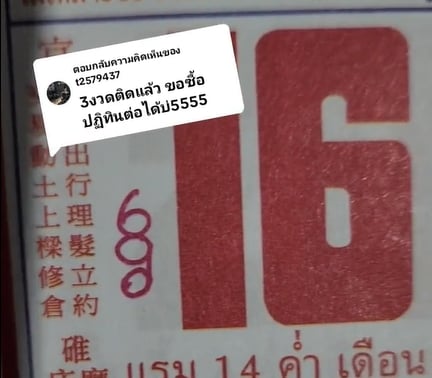 ตอบกลับความคิดเห็นของ
t2579437
3งวดติดแล้ว ขอซื้อ
ปฏิทินต่อได้ป่5555
16
宜
出行理髮立約
動土上樑修倉
碓
แรม 14 ค่ำ เดือน